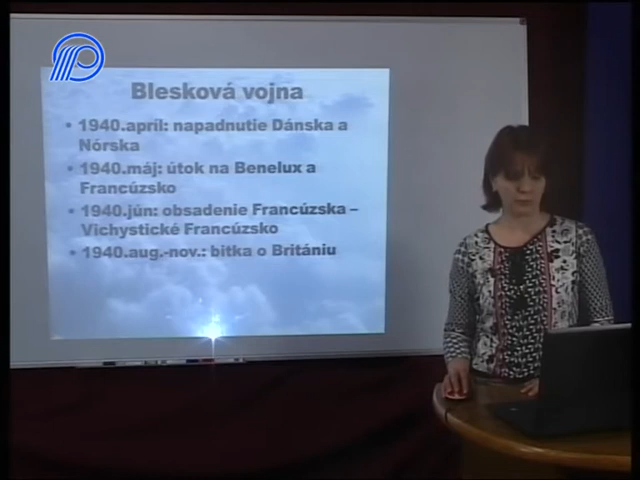 Blesková vojna
• 1940.apríl: napadnutie Dánska a
Nórska
• 1940.máj: útok na Benelux a
Francúzsko
• 1940.jún: obsadenie Francúzska –
Vichystické Francúzsko
• 1940.aug.-nov.: bitka o Britániu